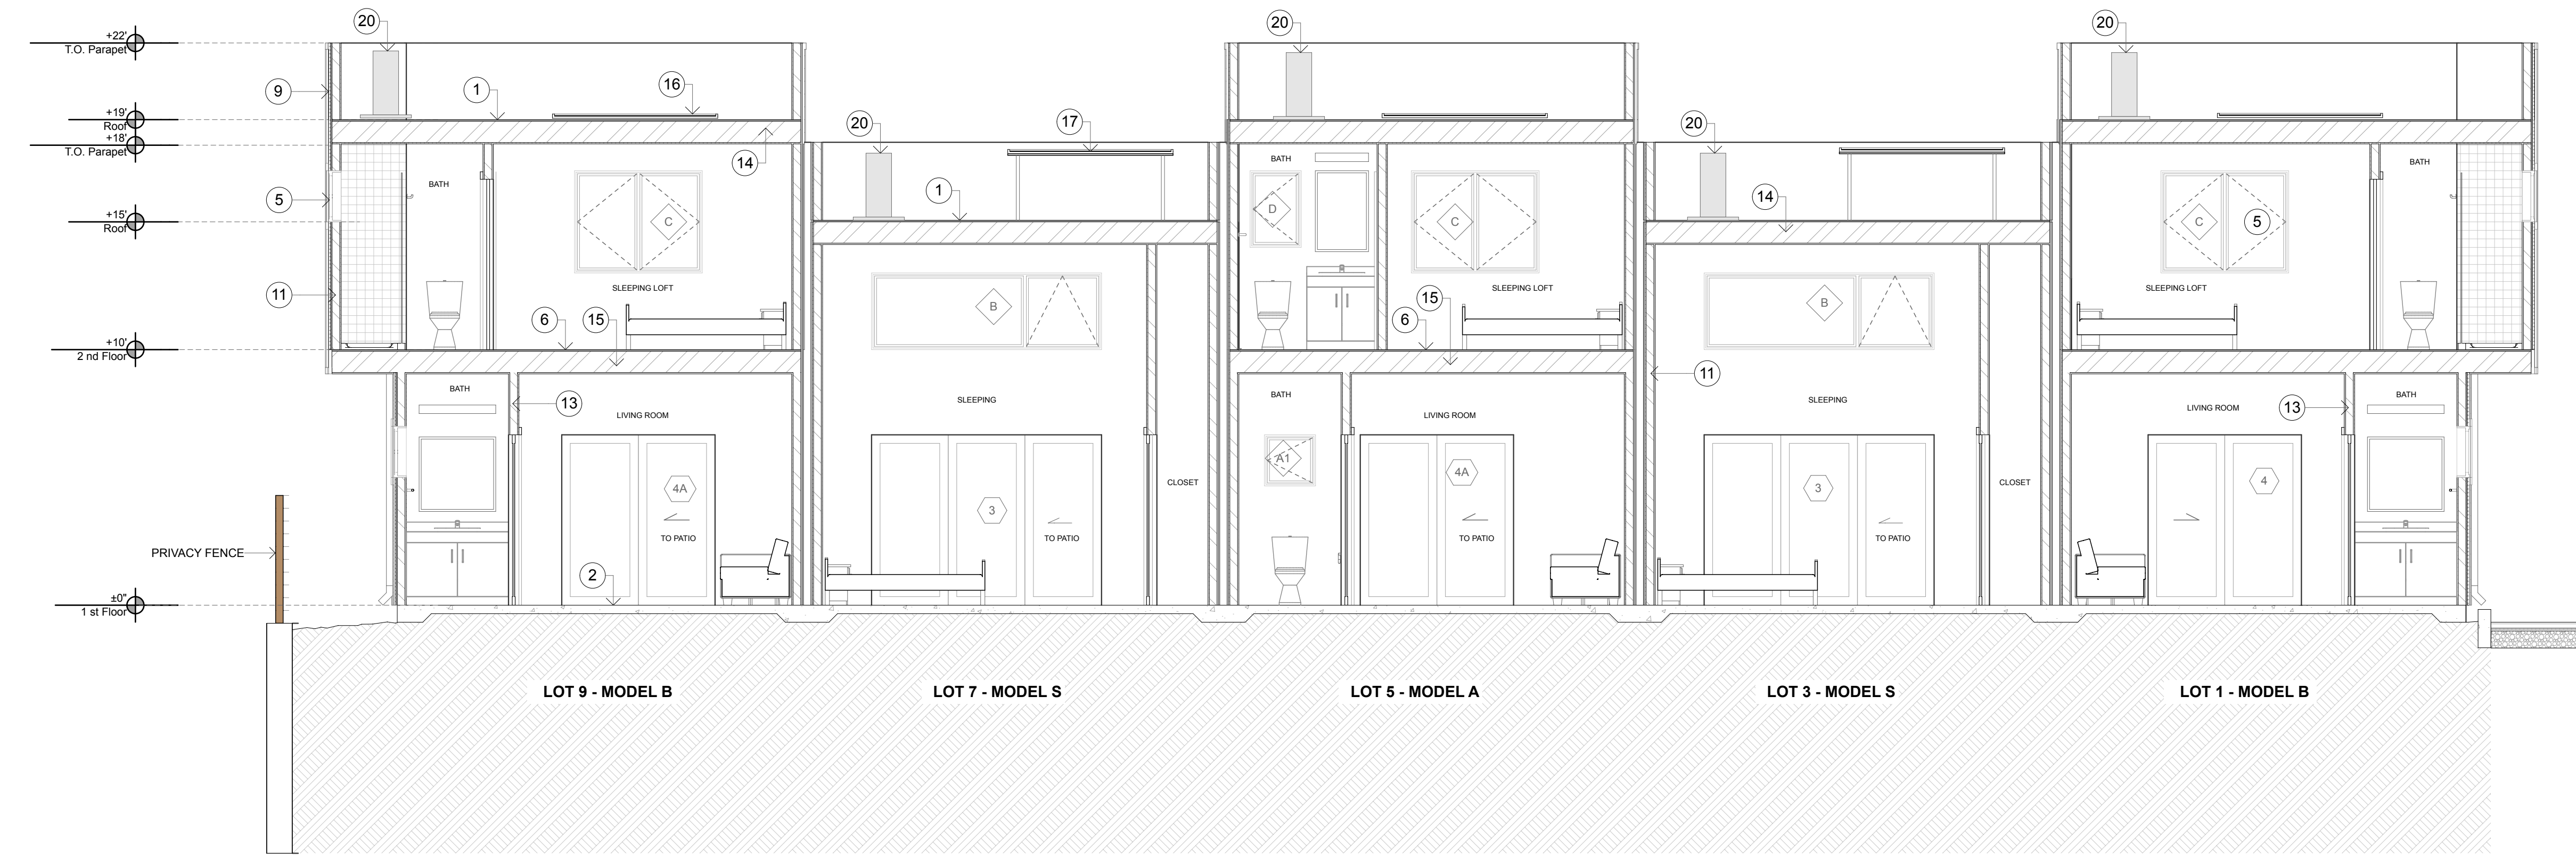 20
20
20
+22'
T.O. Parapet
9
1
16
+19'
Roof
20
17
20
+18'
T.O. Parapet
14
BATH
BATH
BATH
5
1
14
D
C
C
C
5
+15'
Roof
SLEEPING LOFT
SLEEPING LOFT
SLEEPING LOFT
11
B
15
B
6
15
6
+10'
2 nd Floor
11
BATH
13
LIVING ROOM
SLEEPING
BATH
LIVING ROOM
SLEEPING
LIVING ROOM
13
BATH
4A
3
CLOSET
A1
4A
3
CLOSET
4
TO PATIO
TO PATIO
TO PATIO
TO PATIO
PRIVACY FENCE
2
±0"
1 st Floor
LOT 9 - MODEL B
LOT 7 - MODEL S
LOT 5 - MODEL A
LOT 3 - MODEL S
LOT 1 - MODEL B